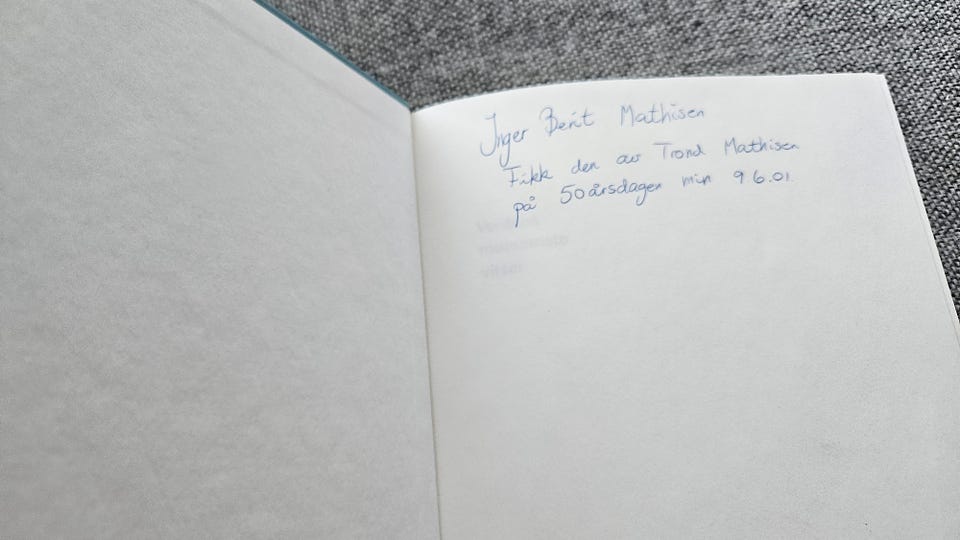 Inger Berit Mathisen
Fikk den av Trond Mathisen
på 50årsdagen min 9 6.01.